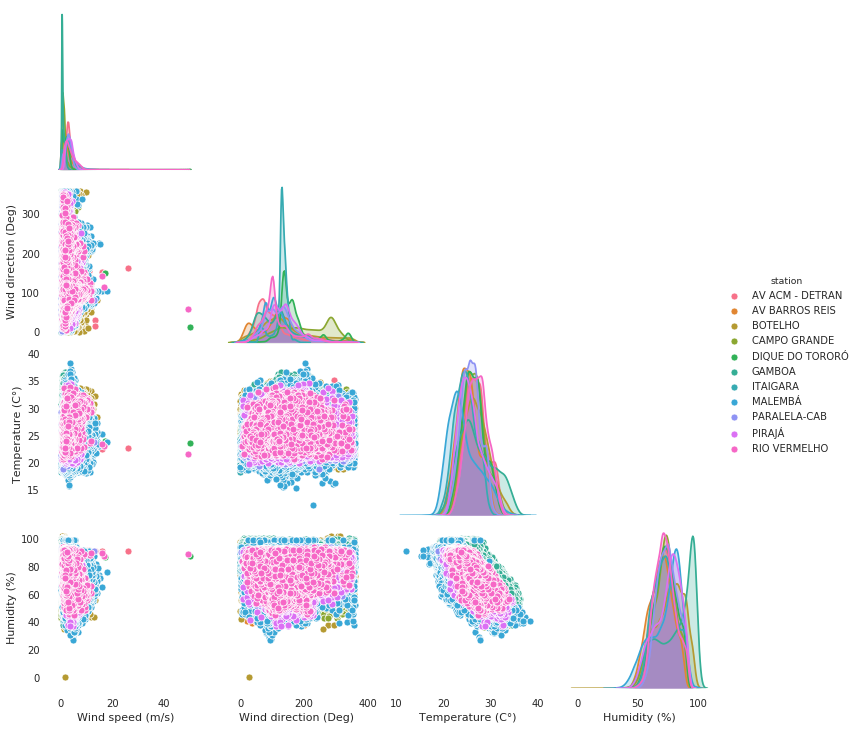 Wind direction (Deg)
300
200
100
0
Temperature (C°)
40
35
30
25
20
15
Humidity (%)
100
80
60
40
20
0
0 20 40
Wind speed (m/s)
0 200 400
Wind direction (Deg)
10 20 30 40
Temperature (C°)
0 50 100
Humidity (%)
station
AV ACM - DETRAN
AV BARROS REIS
BOTELHO
CAMPO GRANDE
DIQUE DO TORORÓ
GAMBOA
ITAIGARA
MALEMBÁ
PARALELA-CAB
PIRAJÁ
RIO VERMELHO